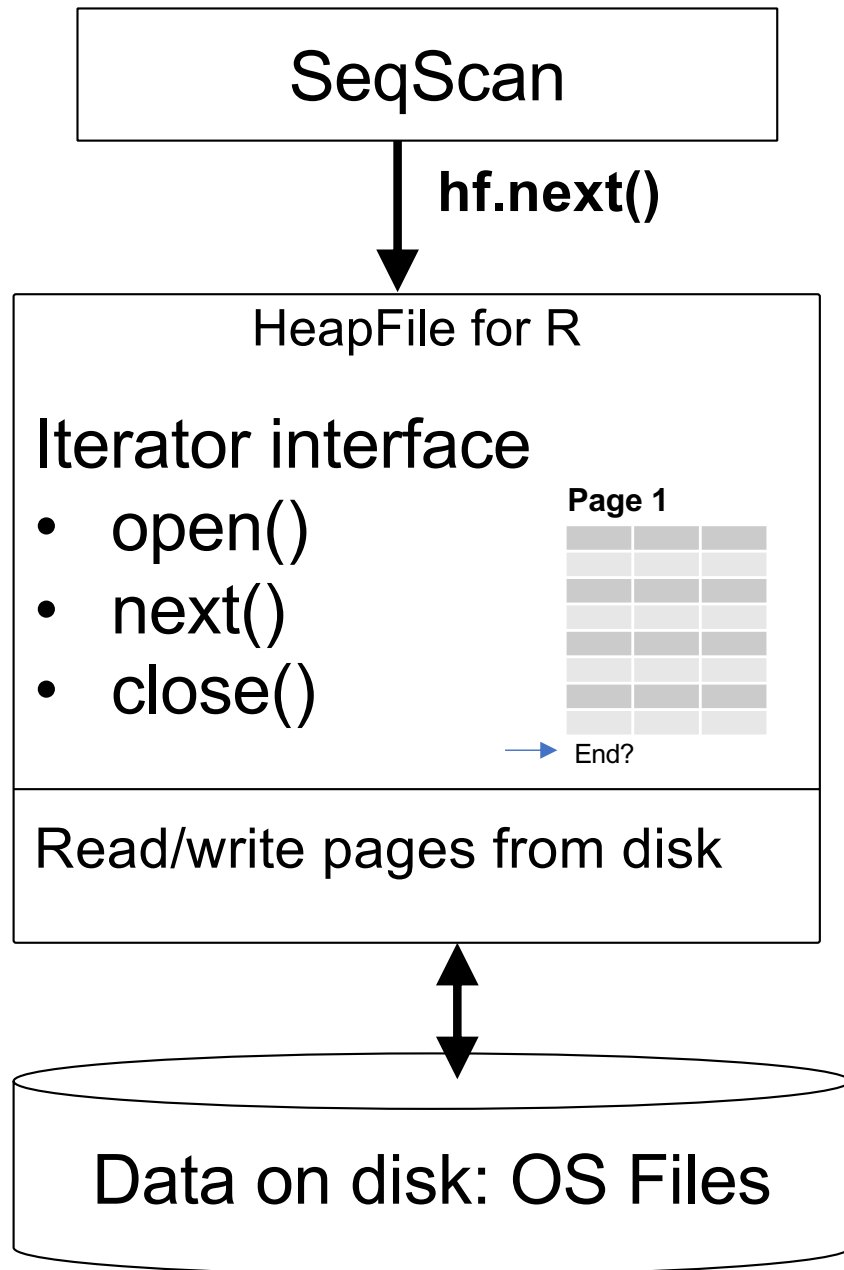 SeqScan
hf.next()
HeapFile for R
Iterator interface
• open()
• next()
• close()
Page 1
End?
Read/write pages from disk
Data on disk: OS Files